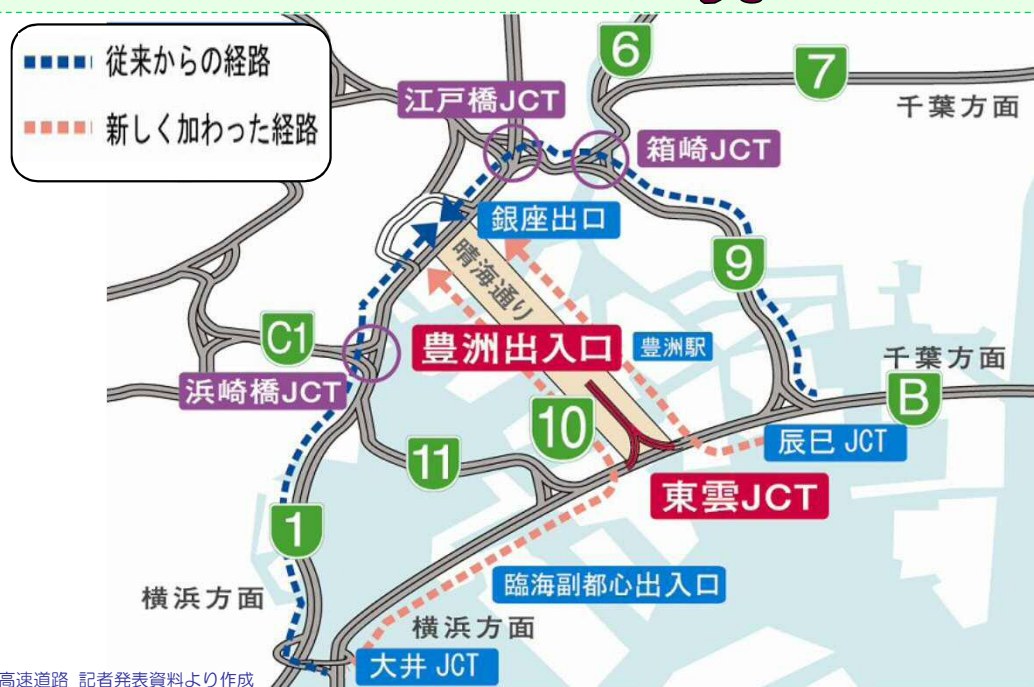 従来からの経路
新しく加わった経路
6
7
千葉方面
江戸橋JCT
箱崎JCT
銀座出口
晴海通り
9
C1
豊洲出入口
豊洲駅
千葉方面
浜崎橋JCT
B
10
辰巳 JCT
11
東雲JCT
1
臨海副都心出入口
横浜方面
横浜方面
大井 JCT
高速道路 記者発表資料より作成